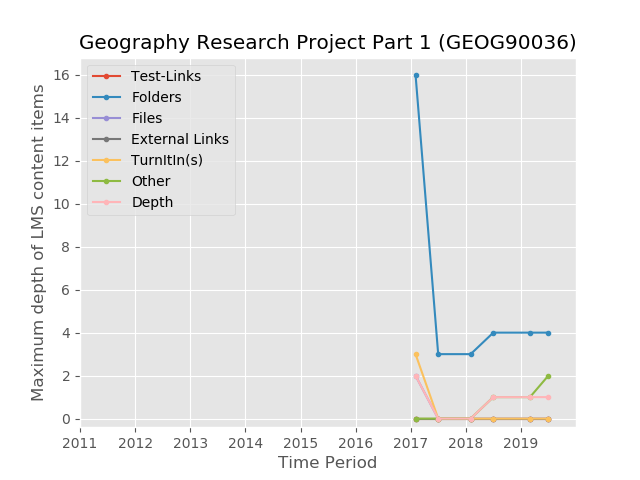 Geography Research Project Part 1 (GEOG90036)
Maximum depth of LMS content items
16
14
12
10
8
6
4
2
0
Test-Links
Folders
Files
External Links
TurnItIn(s)
Other
Depth
2011 2012 2013 2014 2015 2016 2017 2018 2019
Time Period